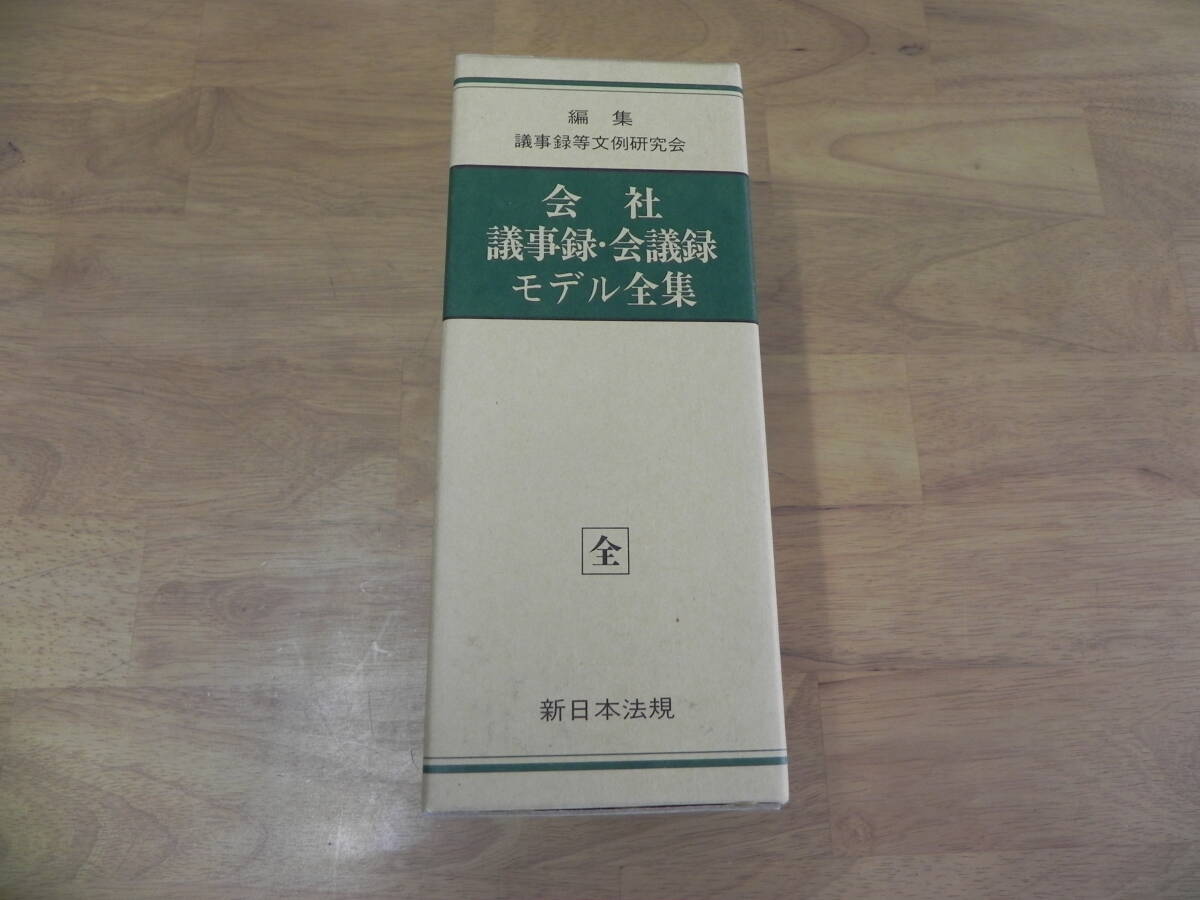 編 集
議事録等文例研究会
会 社
議事録・会議録
モデル全集
全
新日本法規